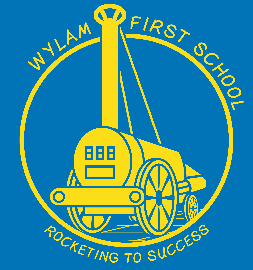 WYLAM FIRST SCHOOL
ROCKETING TO SUCCESS